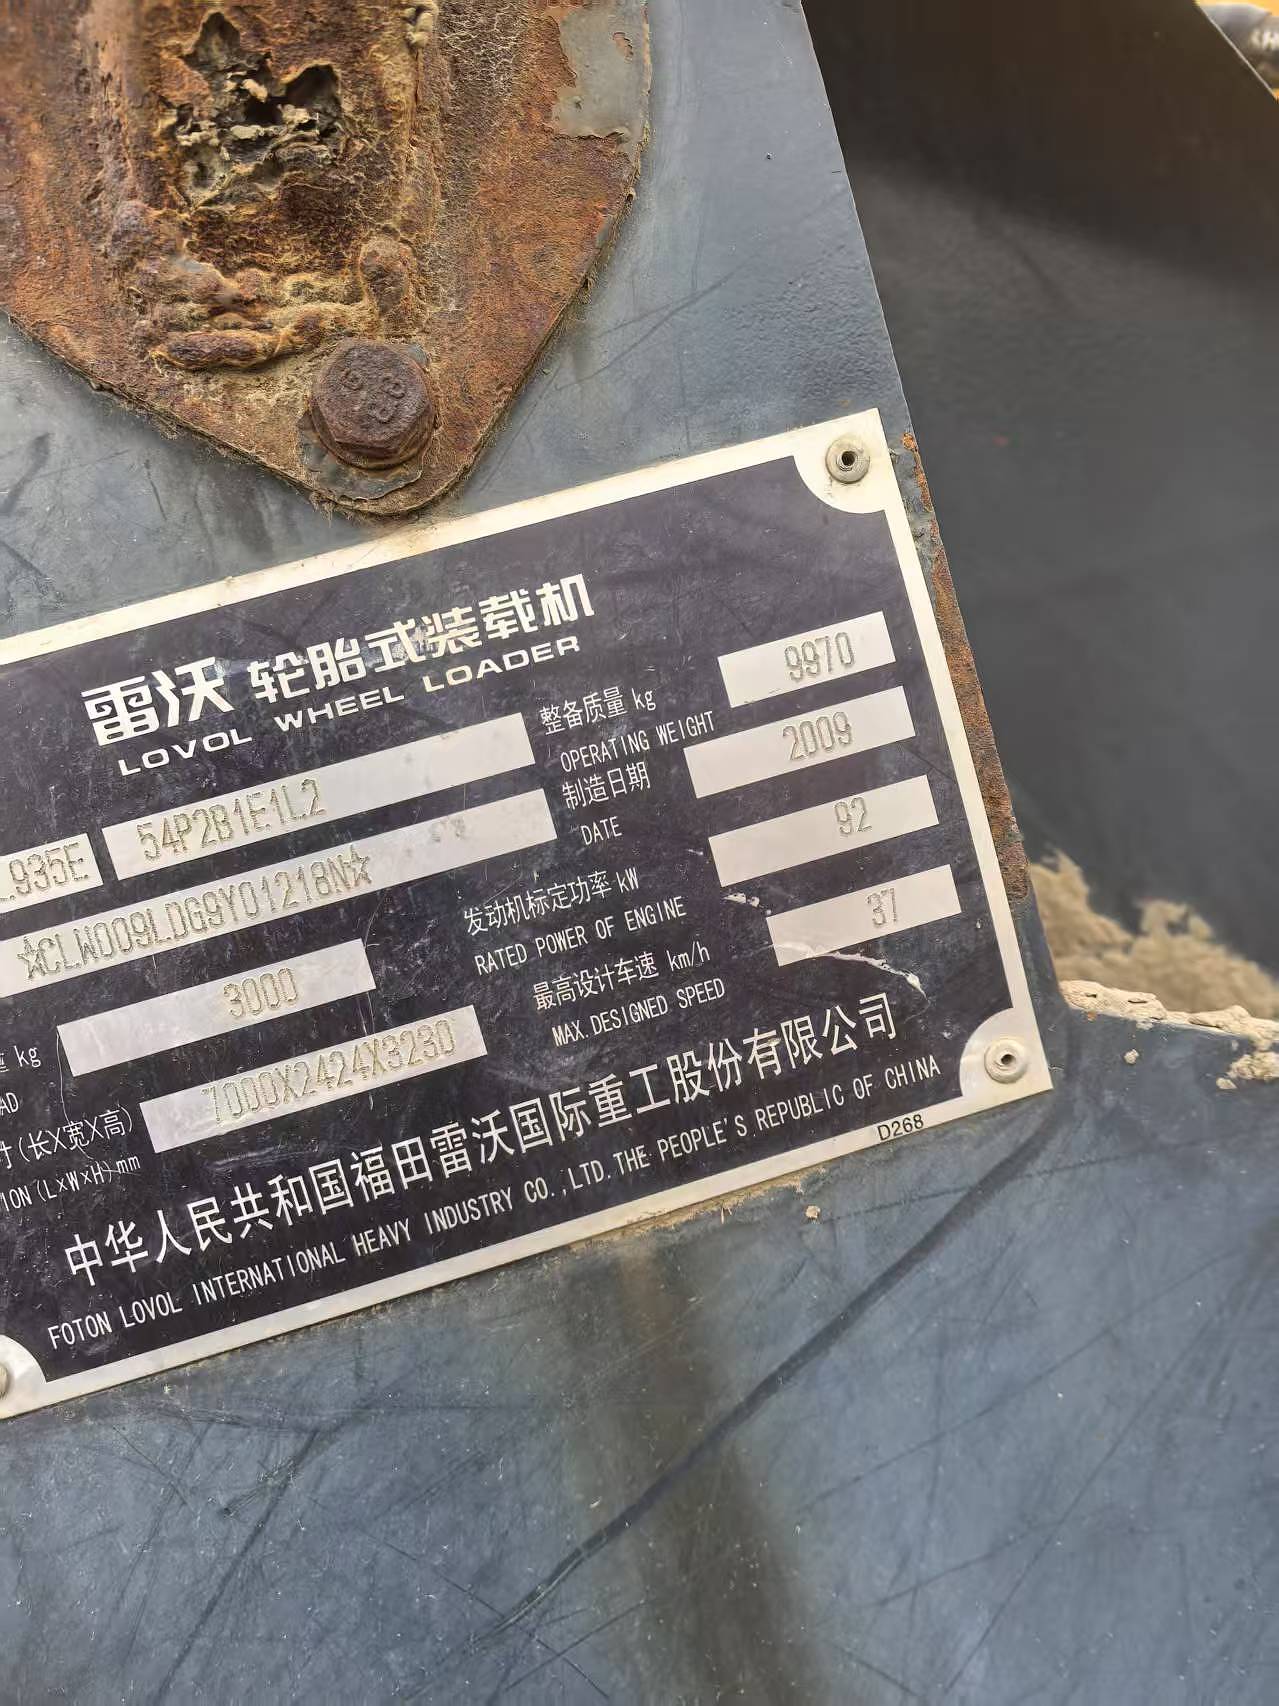 雷沃 轮胎式装载机
LOVOL WHEEL LOADER
935E 54P2B1E1L2
☆CLW009LDG9Y01218N☆
kg 3000
7000X2424X3230
寸(长X宽X高)
(LxWxH)mm
整备质量 kg 9970
OPERATING WEIGHT
制造日期 2009
DATE
发动机标定功率 kW 92
RATED POWER OF ENGINE
最高设计车速 km/h 37
MAX.DESIGNED SPEED
中华人民共和国福田雷沃国际重工股份有限公司
FOTON LOVOL INTERNATIONAL HEAVY INDUSTRY CO.,LTD.THE PEOPLE'S REPUBLIC OF CHINA
D268